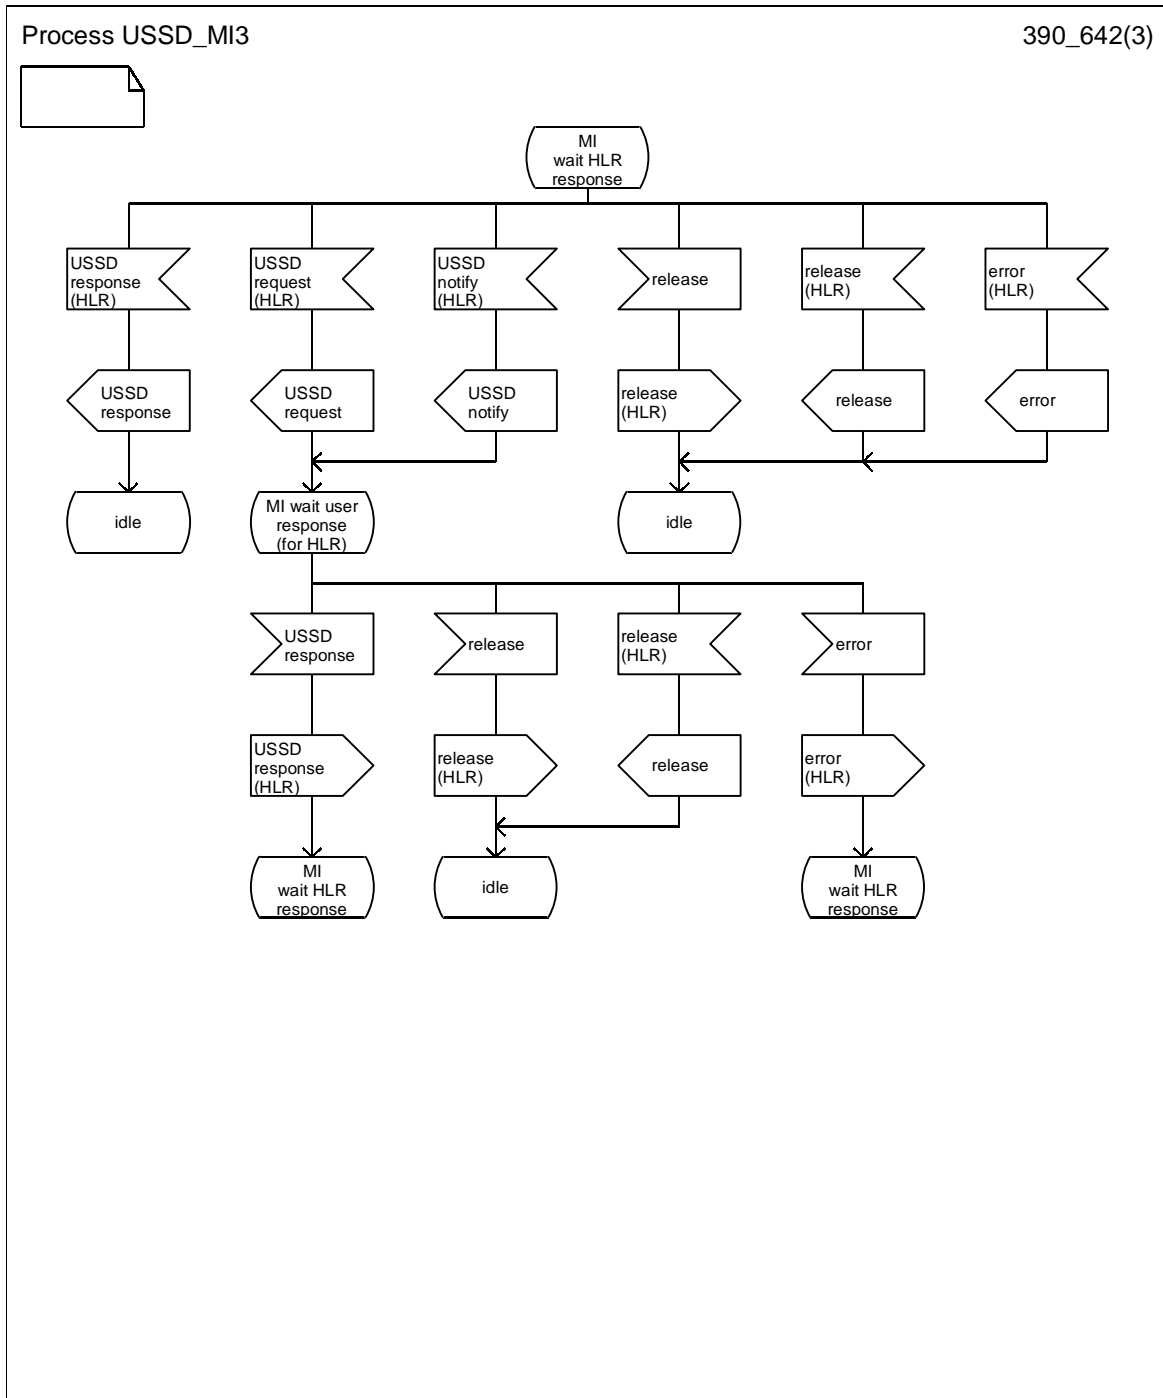 Process USSD_MI3
390_642(3)
MI
wait HLR
response
USSD
response
(HLR)
USSD
request
(HLR)
USSD
notify
(HLR)
release
release
(HLR)
error
(HLR)
USSD
response
USSD
request
USSD
notify
release
(HLR)
release
error
idle
MI wait user
response
(for HLR)
idle
USSD
response
release
release
(HLR)
error
USSD
response
(HLR)
release
(HLR)
release
error
(HLR)
MI
wait HLR
response
idle
MI
wait HLR
response